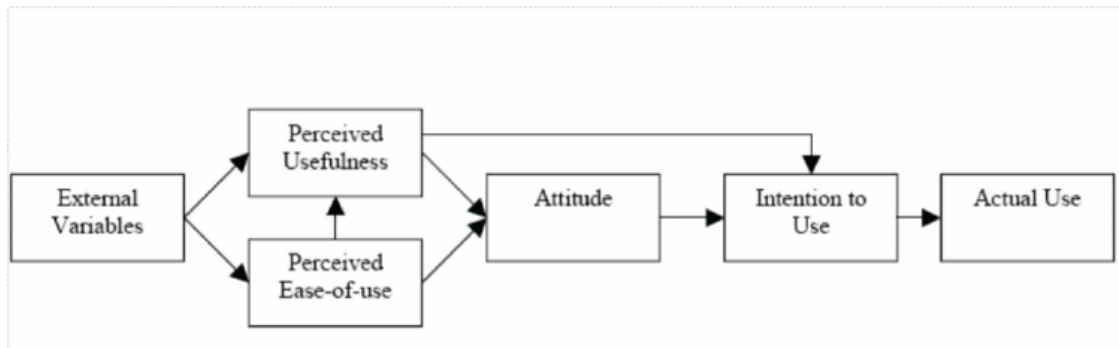 External
Variables
Perceived
Usefulness
Perceived
Ease-of-use
Attitude
Intention to
Use
Actual Use